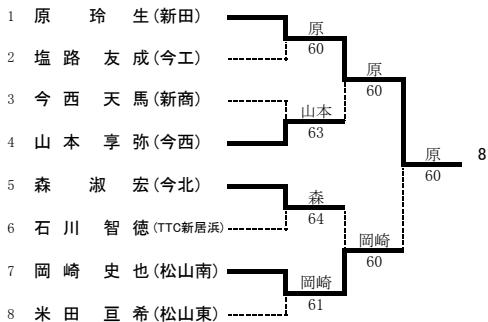 1 原 玲 生 (新田)
原
60
2 塩 路 友 成 (今工)
原
60
3 今 西 天 馬 (新商)
山本
63
4 山 本 享 弥 (今西)
原
60
8
5 森 淑 宏 (今北)
森
64
6 石 川 智 徳 (TTC新居浜)
岡崎
60
7 岡 崎 史 也 (松山南)
岡崎
61
8 米 田 亘 希 (松山東)